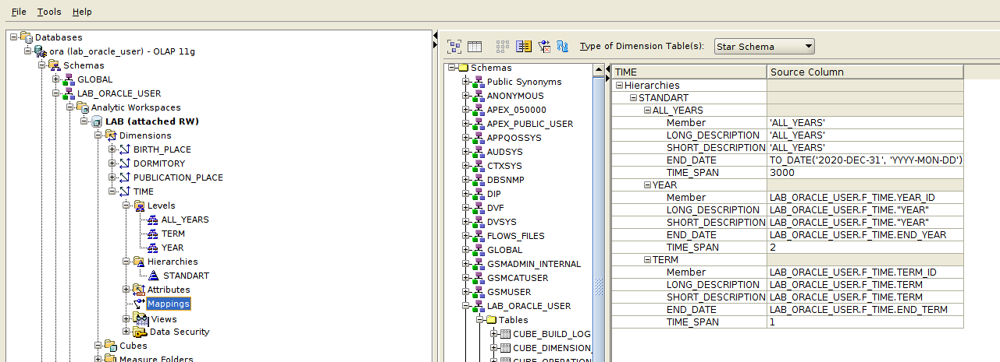 File Tools Help
Databases
ora (lab_oracle_user) - OLAP 11g
Schemas
GLOBAL
LAB_ORACLE_USER
Analytic Workspaces
LAB (attached RW)
Dimensions
BIRTH_PLACE
DORMITORY
PUBLICATION_PLACE
TIME
Levels
ALL_YEARS
TERM
YEAR
Hierarchies
STANDART
Attributes
Mappings
Views
Data Security
Cubes
Measure Folders
Type of Dimension Table(s): Star Schema
Schemas
Public Synonyms
ANONYMOUS
APEX_050000
APEX_PUBLIC_USER
APPQOSSYS
AUDSYS
CTXSYS
DBSNMP
DIP
DVF
DVSYS
FLOWS_FILES
GLOBAL
GSMADMIN_INTERNAL
GSMCATUSER
GSMUSER
LAB_ORACLE_USER
Tables
CUBE_BUILD_LOG
CUBE_DIMENSION_
CUBE_OPERATION
TIME Source Column
Hierarchies
STANDART
ALL_YEARS
Member 'ALL_YEARS'
LONG_DESCRIPTION 'ALL_YEARS'
SHORT_DESCRIPTION 'ALL_YEARS'
END_DATE TO_DATE('2020-DEC-31', 'YYYY-MON-DD')
TIME_SPAN 3000
YEAR
Member LAB_ORACLE_USER.F_TIME.YEAR_ID
LONG_DESCRIPTION LAB_ORACLE_USER.F_TIME."YEAR"
SHORT_DESCRIPTION LAB_ORACLE_USER.F_TIME."YEAR"
END_DATE LAB_ORACLE_USER.F_TIME.END_YEAR
TIME_SPAN 2
TERM
Member LAB_ORACLE_USER.F_TIME.TERM_ID
LONG_DESCRIPTION LAB_ORACLE_USER.F_TIME.TERM
SHORT_DESCRIPTION LAB_ORACLE_USER.F_TIME.TERM
END_DATE LAB_ORACLE_USER.F_TIME.END_TERM
TIME_SPAN 1